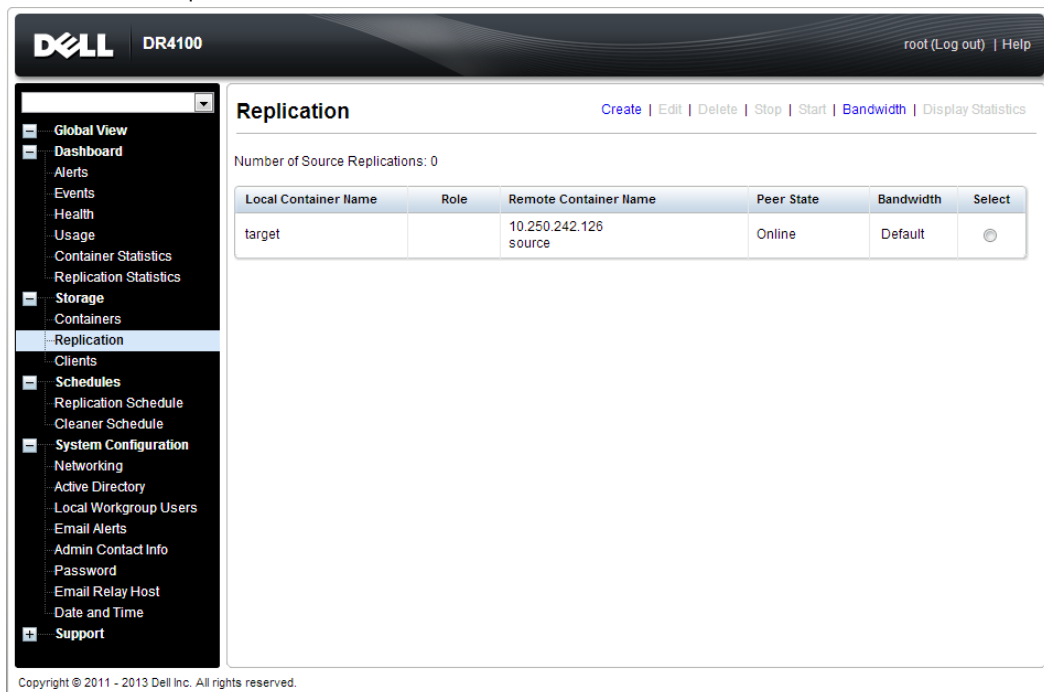 DELL DR4100
root (Log out) | Help
Global View
Dashboard
Alerts
Events
Health
Usage
Container Statistics
Replication Statistics
Storage
Containers
Replication
Clients
Schedules
Replication Schedule
Cleaner Schedule
System Configuration
Networking
Active Directory
Local Workgroup Users
Email Alerts
Admin Contact Info
Password
Email Relay Host
Date and Time
Support
Replication
Create | Edit | Delete | Stop | Start | Bandwidth | Display Statistics
Number of Source Replications: 0
Local Container Name Role Remote Container Name Peer State Bandwidth Select
target 10.250.242.126 Online Default
source
Copyright © 2011 - 2013 Dell Inc. All rights reserved.